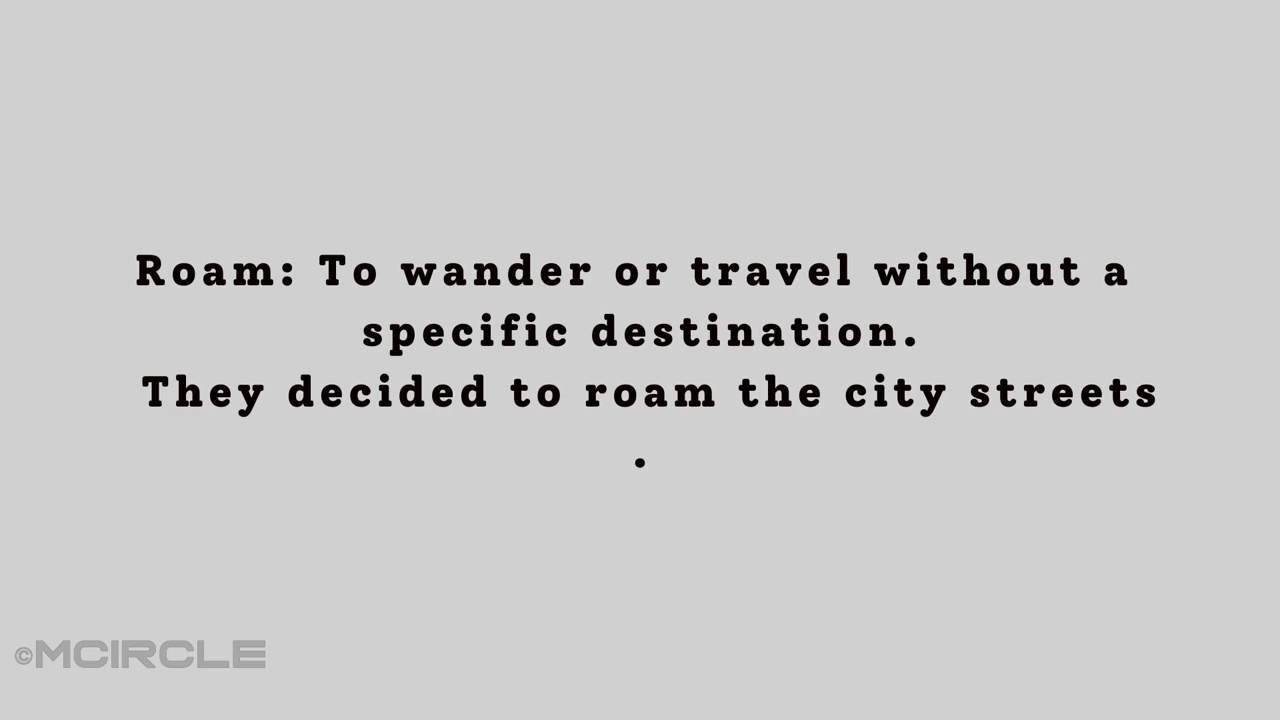 Roam: To wander or travel without a
specific destination.
They decided to roam the city streets
.
©MCIRCLE